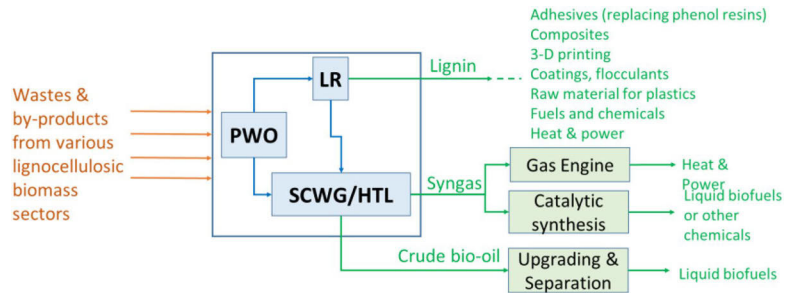 Wastes &
by-products
from various
lignocellulosic
biomass
sectors
PWO
LR
SCWG/HTL
Lignin
Adhesives (replacing phenol resins)
Composites
3-D printing
Coatings, flocculants
Raw material for plastics
Fuels and chemicals
Heat & power
Syngas
Gas Engine
Heat &
Power
Catalytic
synthesis
Liquid biofuels
or other
chemicals
Crude bio-oil
Upgrading &
Separation
Liquid biofuels